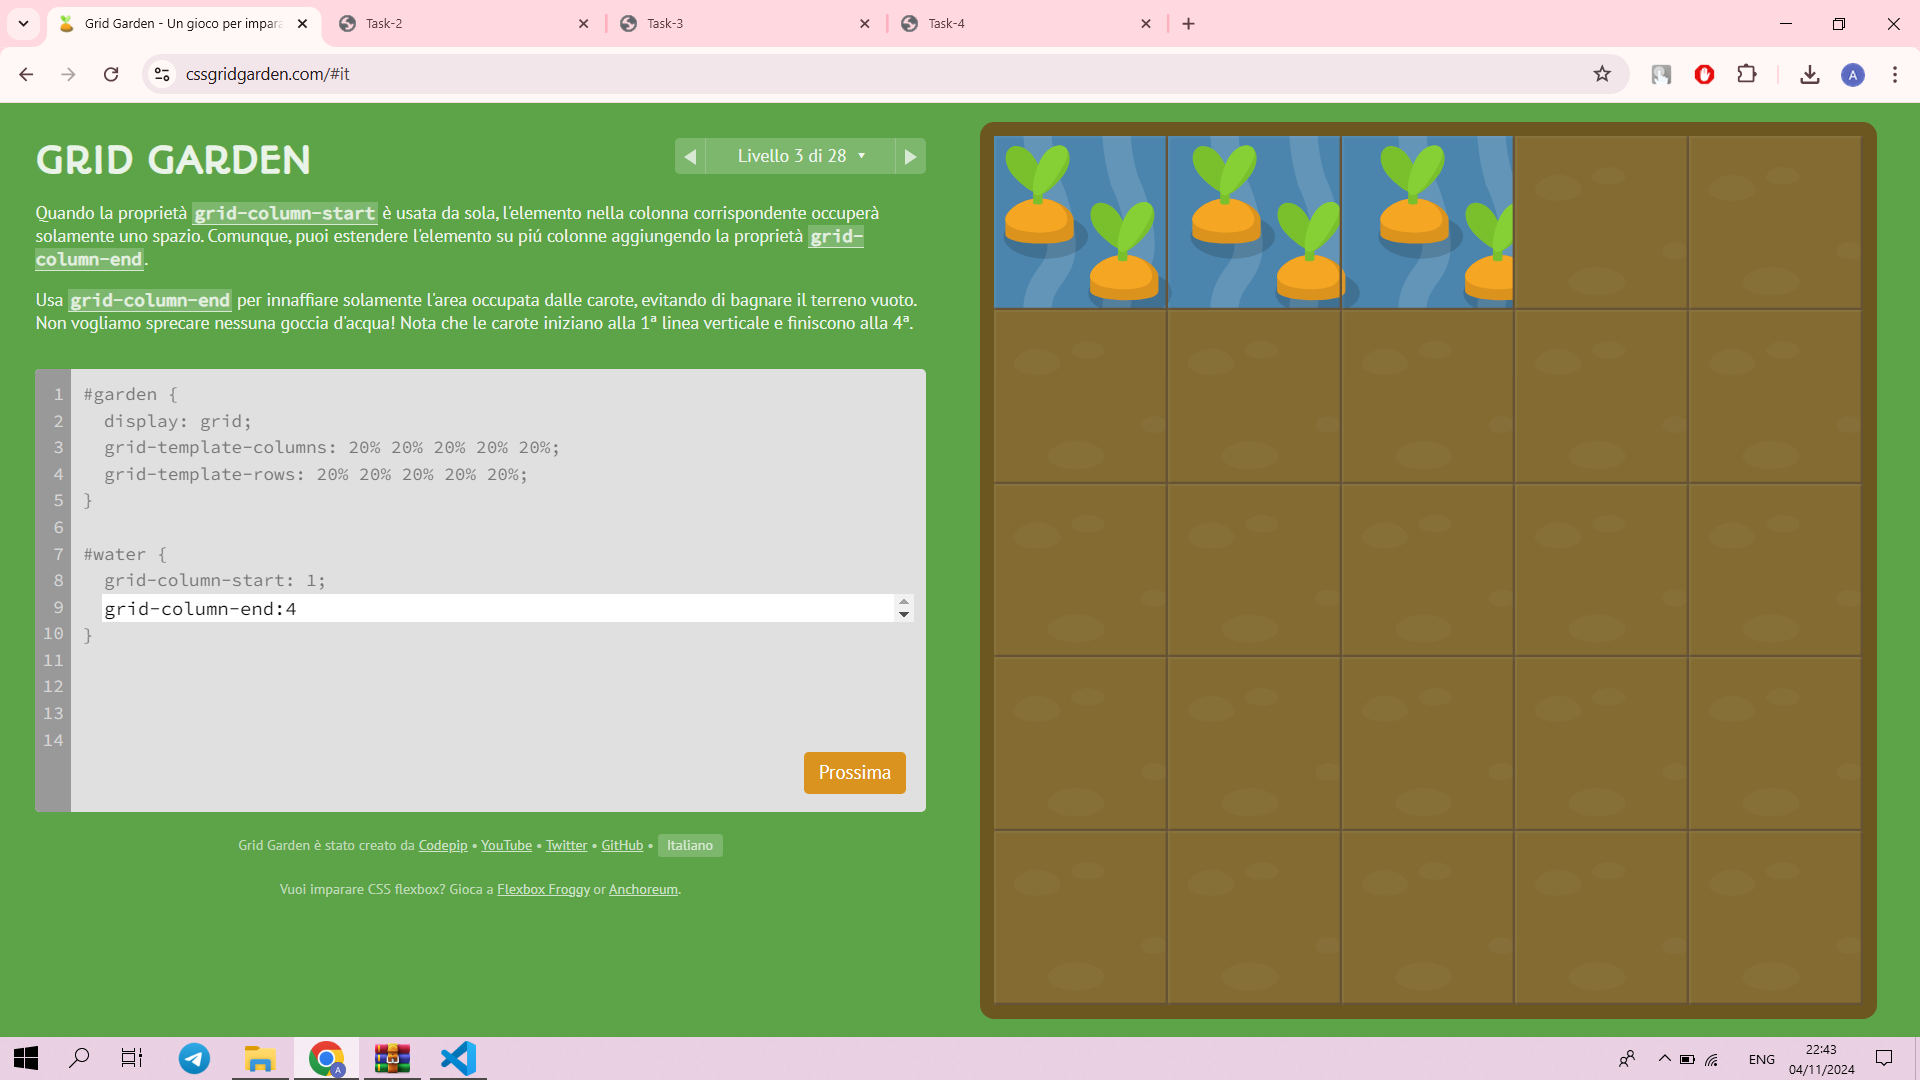 Grid Garden - Un gioco per impara
Task-2
Task-3
Task-4
cssgridgarden.com/#it
A
GRID GARDEN
Livello 3 di 28
Quando la proprietà grid-column-start è usata da sola, l'elemento nella colonna corrispondente occuperà
solamente uno spazio. Comunque, puoi estendere l'elemento su piú colonne aggiungendo la proprietà grid-
column-end.
Usa grid-column-end per innaffiare solamente l'area occupata dalle carote, evitando di bagnare il terreno vuoto.
Non vogliamo sprecare nessuna goccia d'acqua! Nota che le carote iniziano alla 1ª linea verticale e finiscono alla 4ª.
1 #garden {
2 display: grid;
3 grid-template-columns: 20% 20% 20% 20% 20%;
4 grid-template-rows: 20% 20% 20% 20% 20%;
5 }
6
7 #water {
8 grid-column-start: 1;
9 grid-column-end:4
10 }
11
12
13
14
Prossima
Grid Garden è stato creato da Codepip • YouTube • Twitter • GitHub • Italiano
Vuoi imparare CSS flexbox? Gioca a Flexbox Froggy or Anchoreum.
A
ENG
22:43
04/11/2024